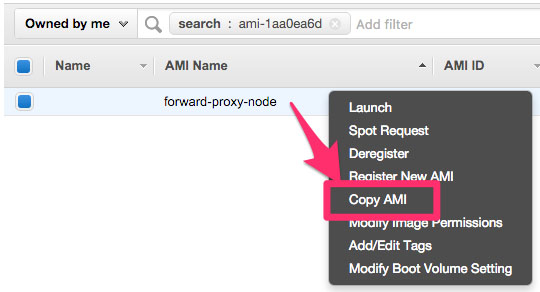 Owned by me search : ami-1aa0ea6d Add filter
Name AMI Name AMI ID
forward-proxy-node
Launch
Spot Request
Deregister
Register New AMI
Copy AMI
Modify Image Permissions
Add/Edit Tags
Modify Boot Volume Setting